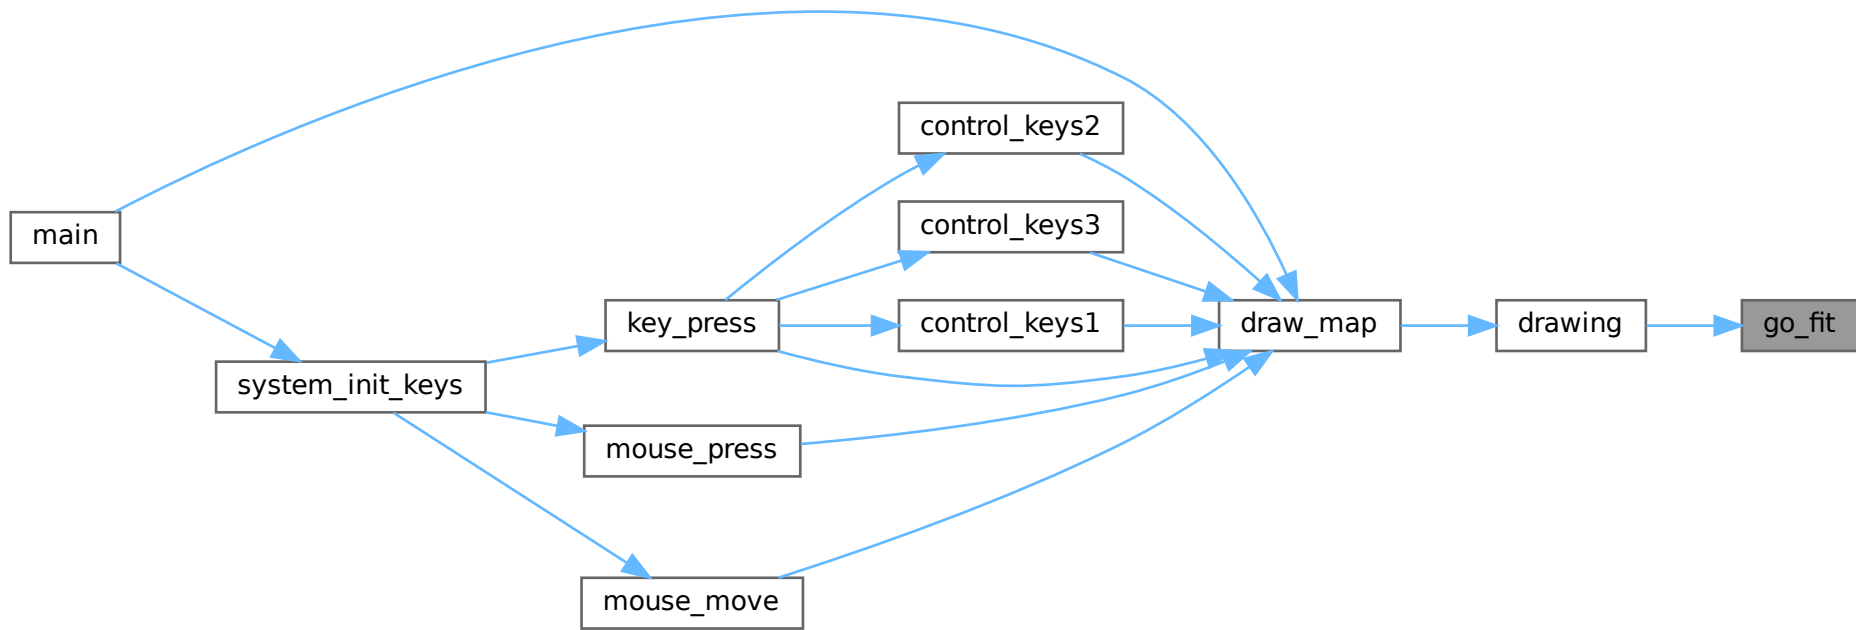 main
system_init_keys
key_press
mouse_press
mouse_move
control_keys2
control_keys3
control_keys1
draw_map
drawing
go_fit